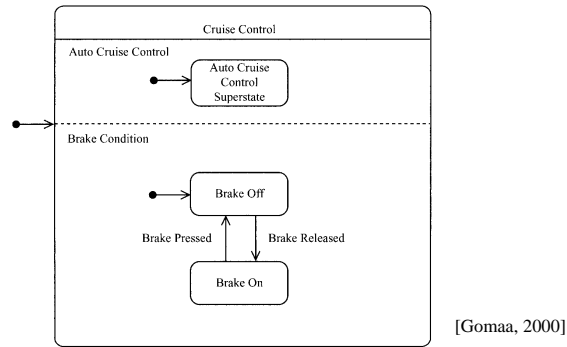 Cruise Control
Auto Cruise Control
Auto Cruise
Control
Superstate
Brake Condition
Brake Off
Brake Pressed
Brake Released
Brake On
[Gomaa, 2000]